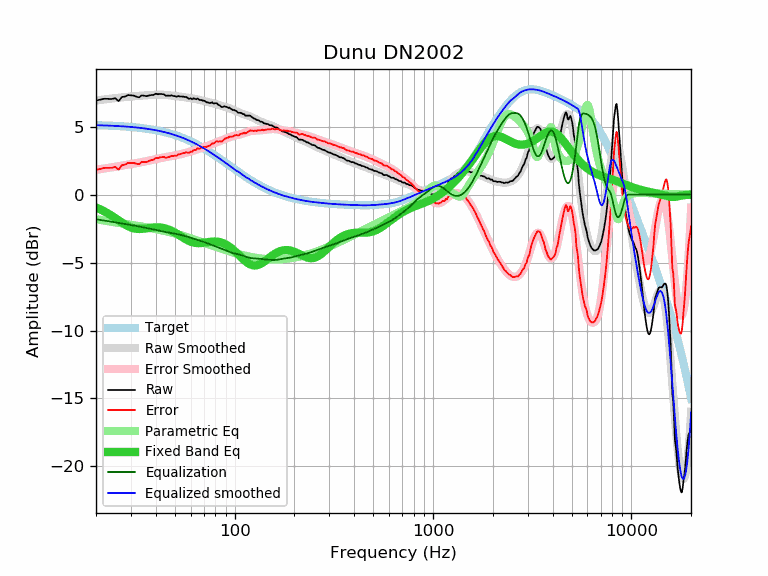 Dunu DN2002
Amplitude (dBr)
5
0
−5
−10
−15
−20
Target
Raw Smoothed
Error Smoothed
Raw
Error
Parametric Eq
Fixed Band Eq
Equalization
Equalized smoothed
100 1000 10000
Frequency (Hz)